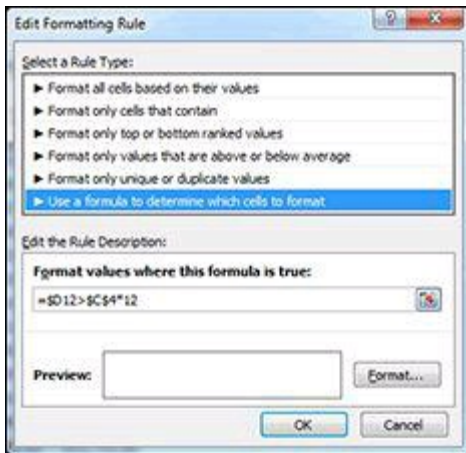 Edit Formatting Rule
Select a Rule Type:
► Format all cells based on their values
► Format only cells that contain
► Format only top or bottom ranked values
► Format only values that are above or below average
► Format only unique or duplicate values
► Use a formula to determine which cells to format
Edit the Rule Description:
Format values where this formula is true:
=$D12>$C$4*12
Preview:
Format...
OK
Cancel